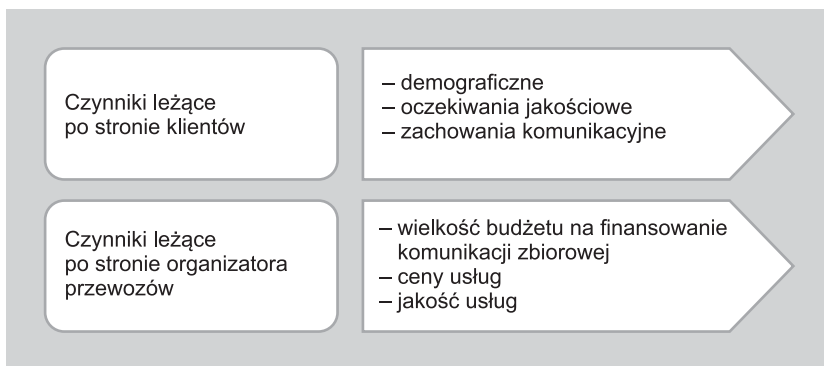 Czynniki leżące
po stronie klientów
– demograficzne
– oczekiwania jakościowe
– zachowania komunikacyjne
Czynniki leżące
po stronie organizatora
przewozów
– wielkość budżetu na finansowanie
komunikacji zbiorowej
– ceny usług
– jakość usług